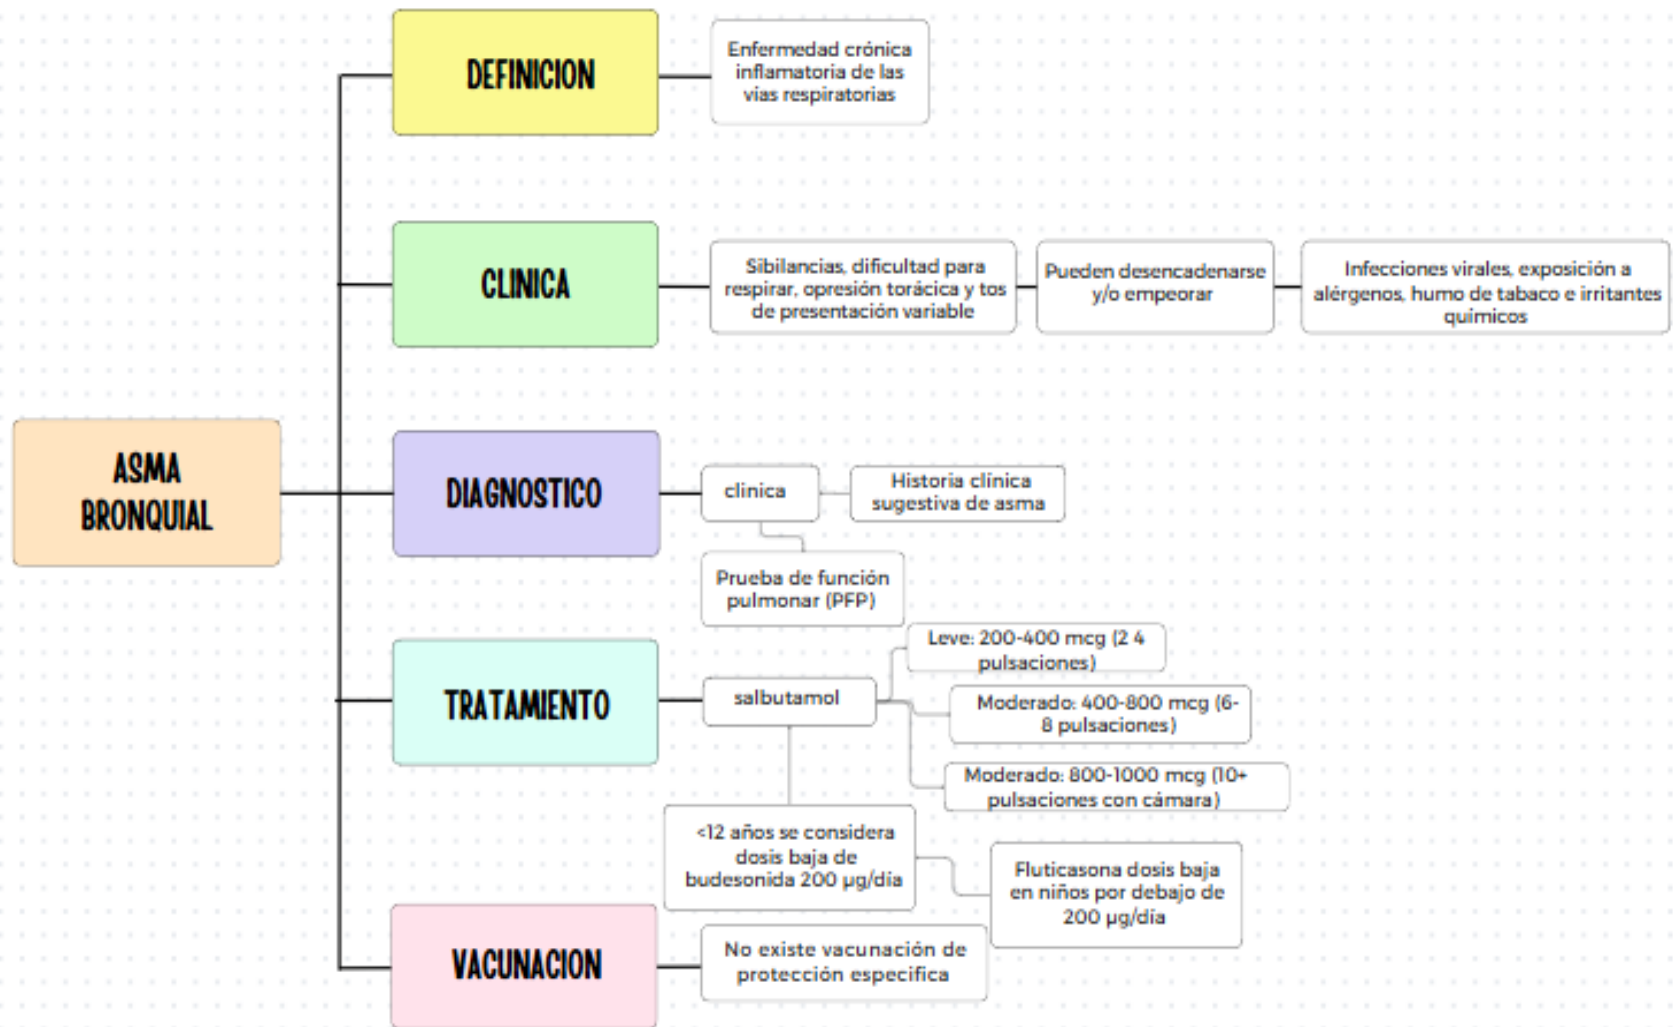 DEFINICION
Enfermedad crónica
inflamatoria de las
vías respiratorias
CLINICA
Sibilancias, dificultad para
respirar, opresión torácica y tos
de presentación variable
Pueden desencadenarse
y/o empeorar
Infecciones virales, exposición a
alérgenos, humo de tabaco e irritantes
químicos
ASMA
BRONQUIAL
DIAGNOSTICO
clínica
Historia clínica
sugestiva de asma
Prueba de función
pulmonar (PFP)
TRATAMIENTO
salbutamol
Leve: 200-400 mcg (2 4
pulsaciones)
Moderado: 400-800 mcg (6-
8 pulsaciones)
Moderado: 800-1000 mcg (10+
pulsaciones con cámara)
<12 años se considera
dosis baja de
budesonida 200 µg/día
Fluticasona dosis baja
en niños por debajo de
200 µg/día
VACUNACION
No existe vacunación de
protección especifica